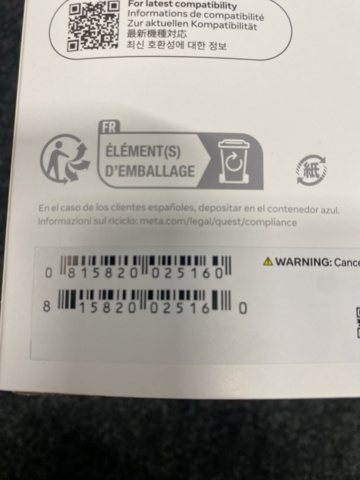 For latest compatibility
Informations de compatibilité
Zur aktuellen Kompatibilität
最新機種対応
최신 호환성에 대한 정보
FR
ÉLÉMENT(S)
D'EMBALLAGE
紙
En el caso de los clientes españoles, depositar en el contenedor azul.
Informazioni sul riciclo: meta.com/legal/quest/compliance
0 815820 025160
⚠ WARNING: Cance
8 15820 02516 0